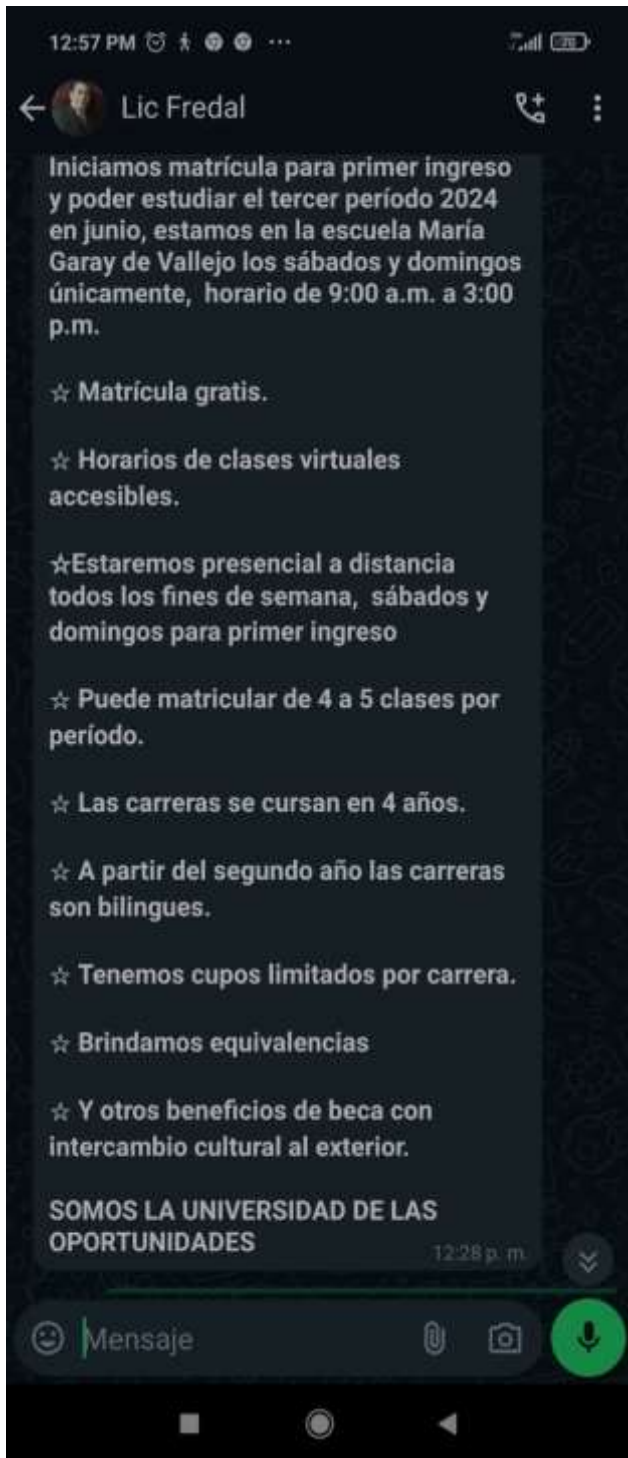 12:57 PM
70
Lic Fredal
Iniciamos matrícula para primer ingreso
y poder estudiar el tercer período 2024
en junio, estamos en la escuela María
Garay de Vallejo los sábados y domingos
únicamente, horario de 9:00 a.m. a 3:00
p.m.
☆ Matrícula gratis.
☆ Horarios de clases virtuales
accesibles.
☆Estaremos presencial a distancia
todos los fines de semana, sábados y
domingos para primer ingreso
☆ Puede matricular de 4 a 5 clases por
período.
☆ Las carreras se cursan en 4 años.
☆ A partir del segundo año las carreras
son bilingues.
☆ Tenemos cupos limitados por carrera.
☆ Brindamos equivalencias
☆ Y otros beneficios de beca con
intercambio cultural al exterior.
SOMOS LA UNIVERSIDAD DE LAS
OPORTUNIDADES
12:28 p. m.
Mensaje